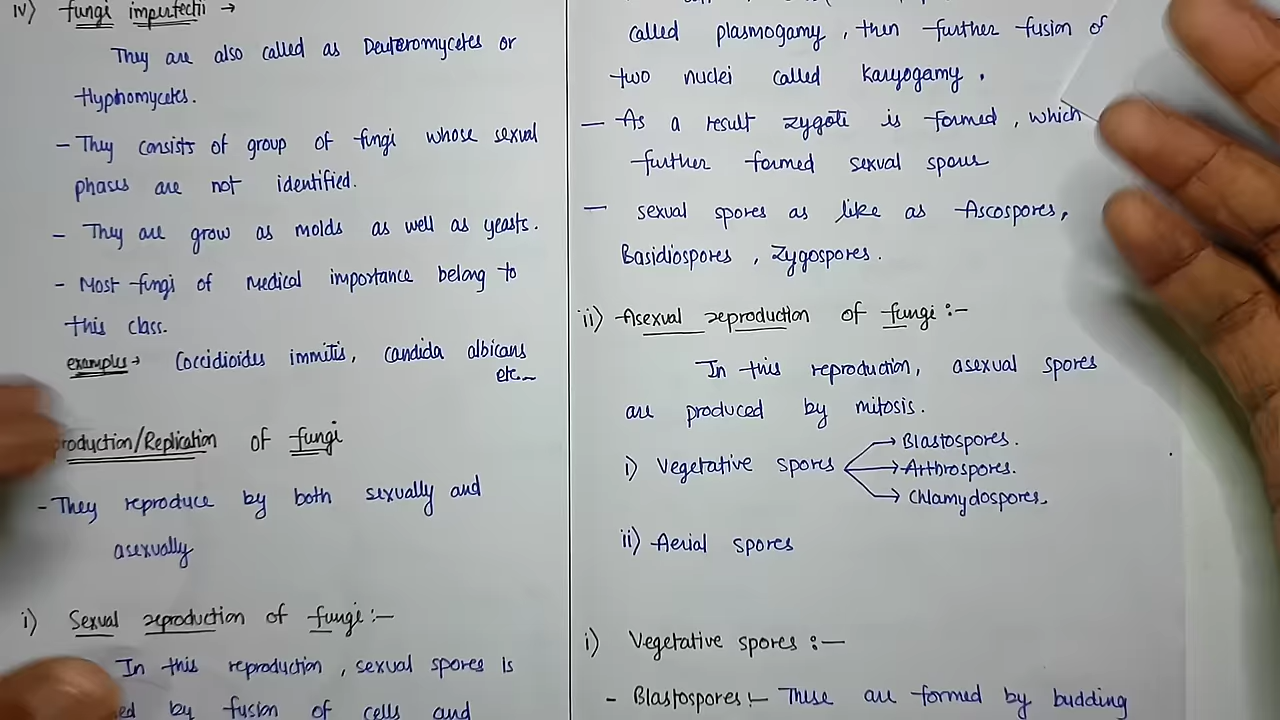 iv) fungi imperfectii →
They are also called as Deuteromycetes or
Hyphomycetes.
- They consists of group of fungi whose sexual
phases are not identified.
- They are grow as molds as well as yeasts.
- Most fungi of medical importance belong to
this class.
examples → Coccidioides immitis, candida albicans
etc
production/Replication of fungi
- They reproduce by both sexually and
asexually
i) Sexual reproduction of fungi :-
In this reproduction, sexual spores is
ed by fusion of cells and
called plasmogamy, then further fusion of
two nuclei called karyogamy.
- As a result zygote is formed, which
further formed sexual spores
- sexual spores as like as Ascospores,
Basidiospores, Zygospores.
ii) Asexual reproduction of fungi :-
In this reproduction, asexual spores
are produced by mitosis.
i) Vegetative spores → Blastospores.
→ Arthrospores.
→ Chlamydospores
ii) Aerial spores
i) Vegetative spores :-
- Blastospores :- These are formed by budding